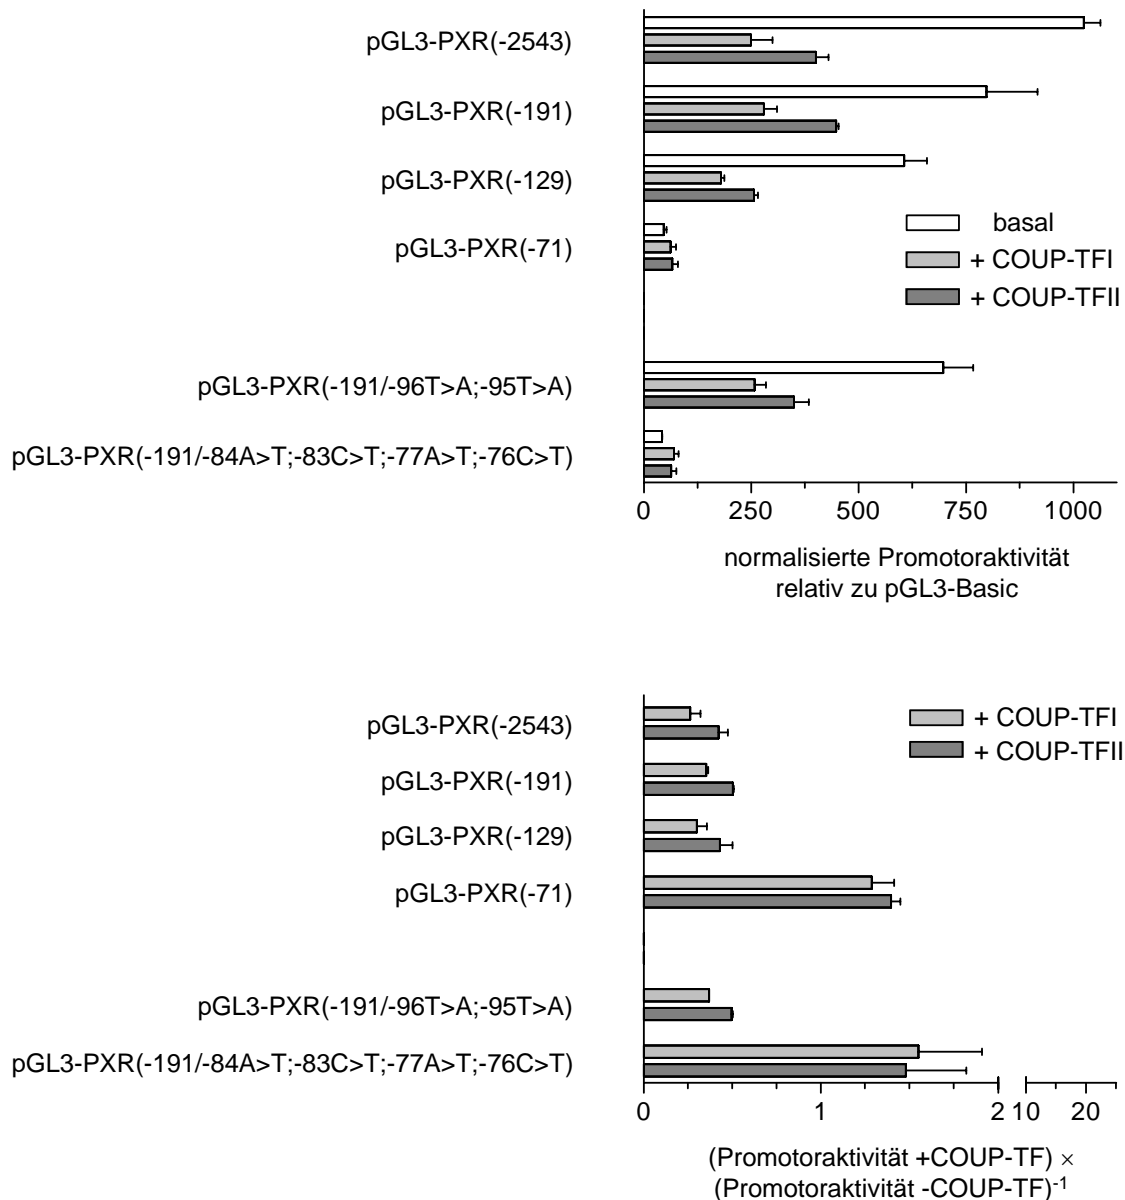 pGL3-PXR(-2543)
pGL3-PXR(-191)
pGL3-PXR(-129)
pGL3-PXR(-71)
basal
+ COUP-TFI
+ COUP-TFII
pGL3-PXR(-191/-96T>A;-95T>A)
pGL3-PXR(-191/-84A>T;-83C>T;-77A>T;-76C>T)
0 250 500 750 1000
normalisierte Promotoraktivität
relativ zu pGL3-Basic
pGL3-PXR(-2543)
+ COUP-TFI
+ COUP-TFII
pGL3-PXR(-191)
pGL3-PXR(-129)
pGL3-PXR(-71)
pGL3-PXR(-191/-96T>A;-95T>A)
pGL3-PXR(-191/-84A>T;-83C>T;-77A>T;-76C>T)
0 1 2 10 20
(Promotoraktivität +COUP-TF) ×
(Promotoraktivität -COUP-TF)⁻¹